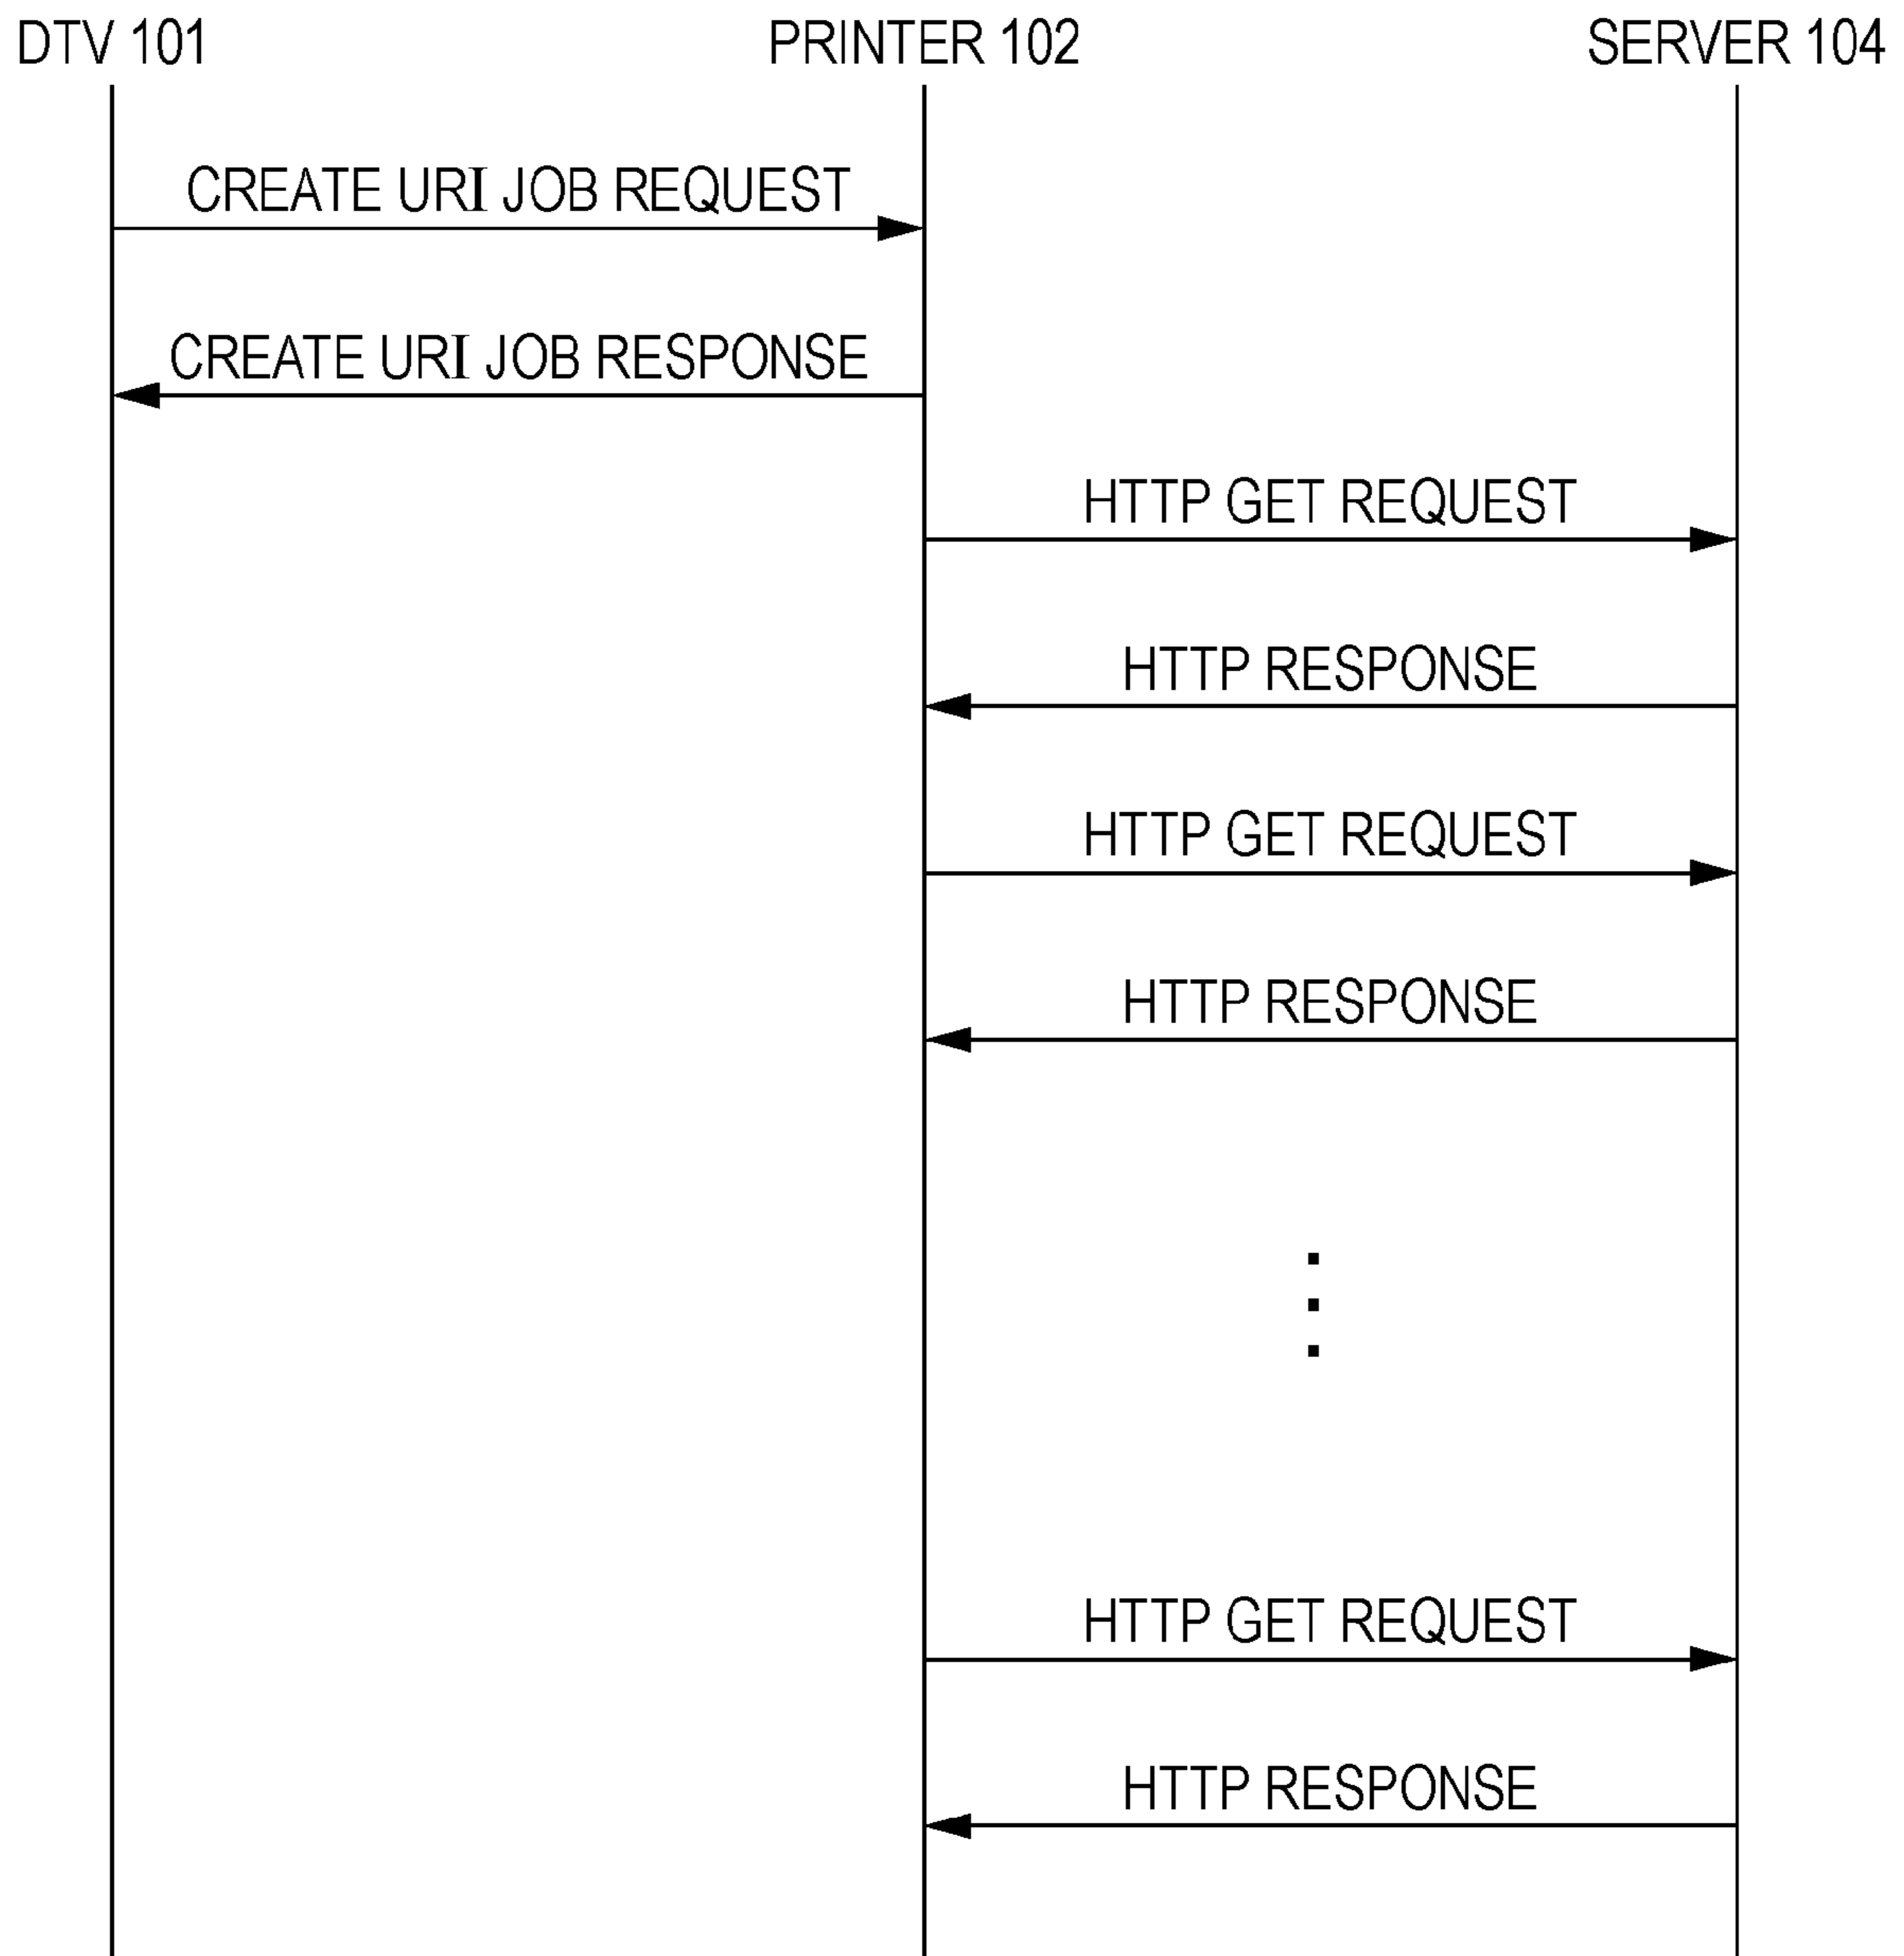 DTV 101
PRINTER 102
SERVER 104
CREATE URI JOB REQUEST
CREATE URI JOB RESPONSE
HTTP GET REQUEST
HTTP RESPONSE
HTTP GET REQUEST
HTTP RESPONSE
HTTP GET REQUEST
HTTP RESPONSE